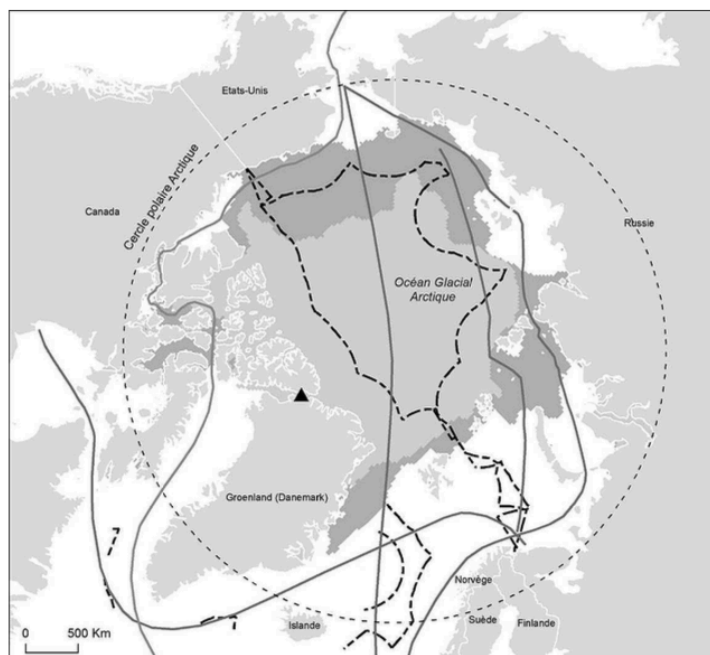 Etats-Unis
Cercle polaire Arctique
Canada
Russie
Océan Glacial
Arctique
Groenland (Danemark)
Norvège
Islande
Suède
Finlande
0 500 Km